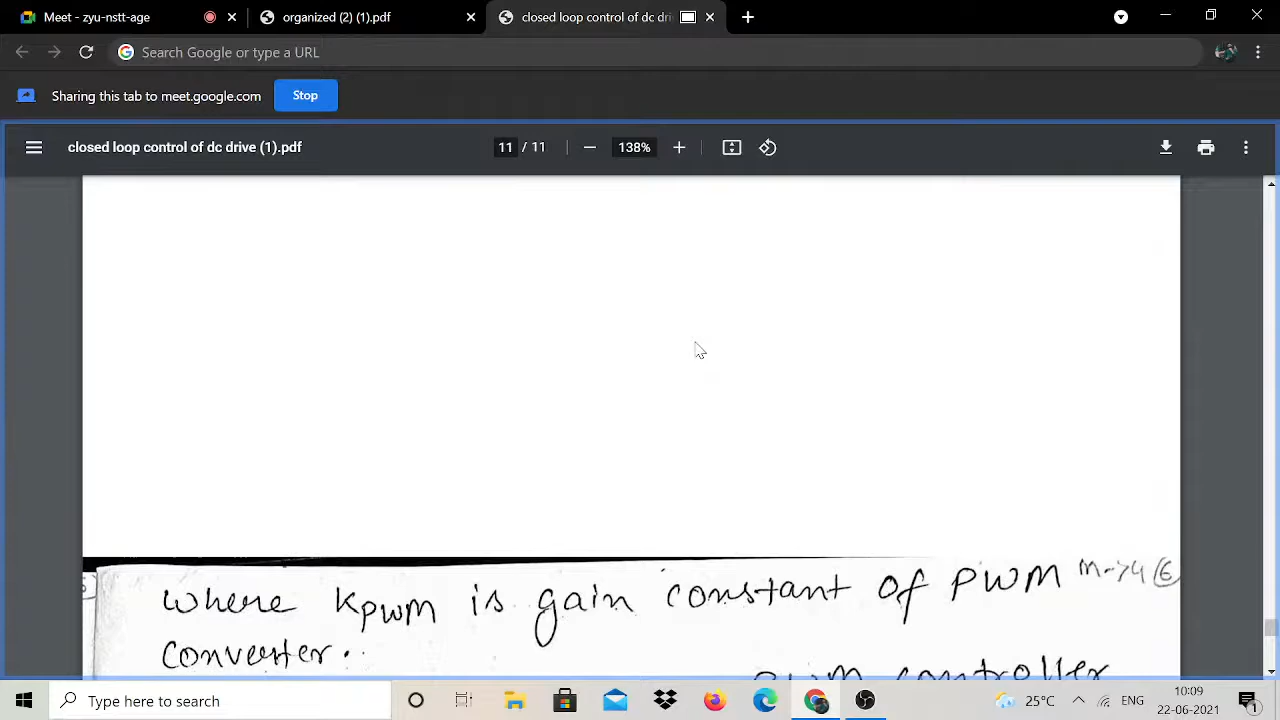 Meet - zyu-nstt-age
organized (2) (1).pdf
closed loop control of dc dri
Search Google or type a URL
Sharing this tab to meet.google.com
Stop
closed loop control of dc drive (1).pdf
11 / 11
138%
where KPWM is gain constant of PWM
converter.
controller
Type here to search
25°C
ENG
10:09
22-06-2021